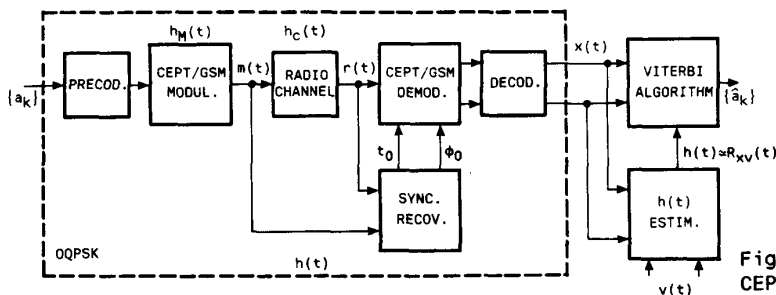 h_M(t)
h_C(t)
{a_K}
PRECOD.
CEPT/GSM
MODUL.
m(t)
RADIO
CHANNEL
r(t)
CEPT/GSM
DEMOD.
DECOD.
x(t)
VITERBI
ALGORITHM
{â_K}
t_0
Φ_0
SYNC.
RECOV.
h(t)≃R_xv(t)
h(t)
ESTIM.
OQPSK
h(t)
v(t)
Fig
CEP